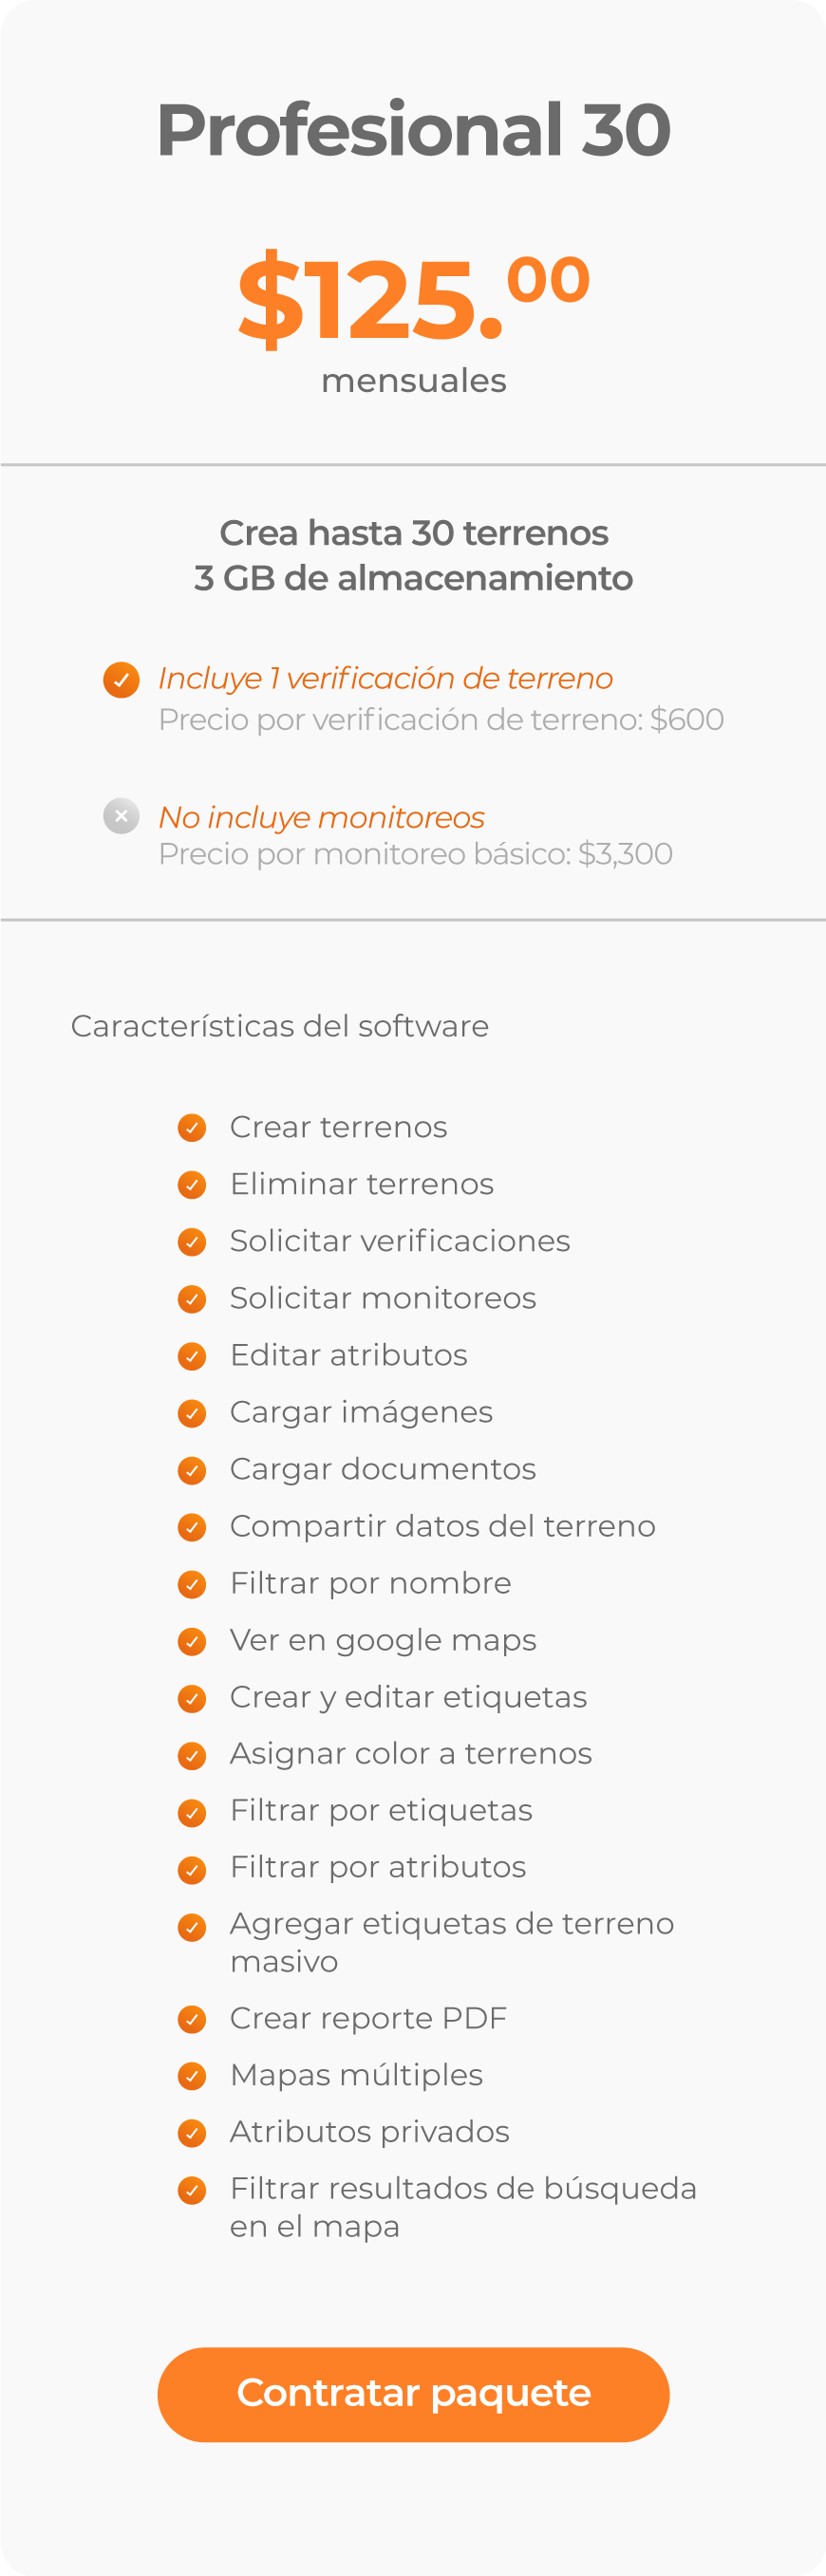 Profesional 30
$125.00
mensuales
Crea hasta 30 terrenos
3 GB de almacenamiento
Incluye 1 verificación de terreno
Precio por verificación de terreno: $600
No incluye monitoreos
Precio por monitoreo básico: $3,300
Características del software
Crear terrenos
Eliminar terrenos
Solicitar verificaciones
Solicitar monitoreos
Editar atributos
Cargar imágenes
Cargar documentos
Compartir datos del terreno
Filtrar por nombre
Ver en google maps
Crear y editar etiquetas
Asignar color a terrenos
Filtrar por etiquetas
Filtrar por atributos
Agregar etiquetas de terreno
masivo
Crear reporte PDF
Mapas múltiples
Atributos privados
Filtrar resultados de búsqueda
en el mapa
Contratar paquete